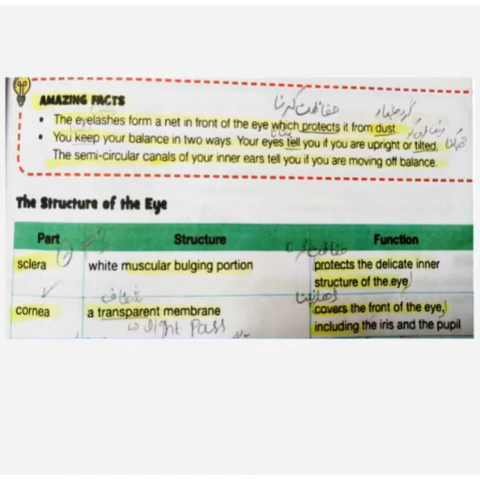 AMAZING FACTS
حفاظت کرنا
• The eyelashes form a net in front of the eye which protects it from dust.
• You keep your balance in two ways. Your eyes tell you if you are upright or tilted.
The semi-circular canals of your inner ears tell you if you are moving off balance.
The Structure of the Eye
Part Structure Function
sclera white muscular bulging portion protects the delicate inner
structure of the eye
شفاف
cornea a transparent membrane covers the front of the eye,
light Pass including the iris and the pupil